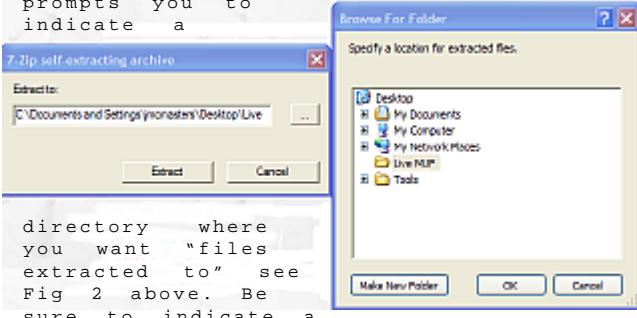 prompts you to
indicate a
7-Zip self-extracting archive
Extract to:
C:\Documents and Settings\jmonasters\Desktop\Live
...
Extract
Cancel
directory where
you want “files
extracted to” see
Fig 2 above. Be
sure to indicate a
Browse For Folder
Specify a location for extracted files.
Desktop
My Documents
My Computer
My Network Places
Live MUP
Tools
Make New Folder
OK
Cancel